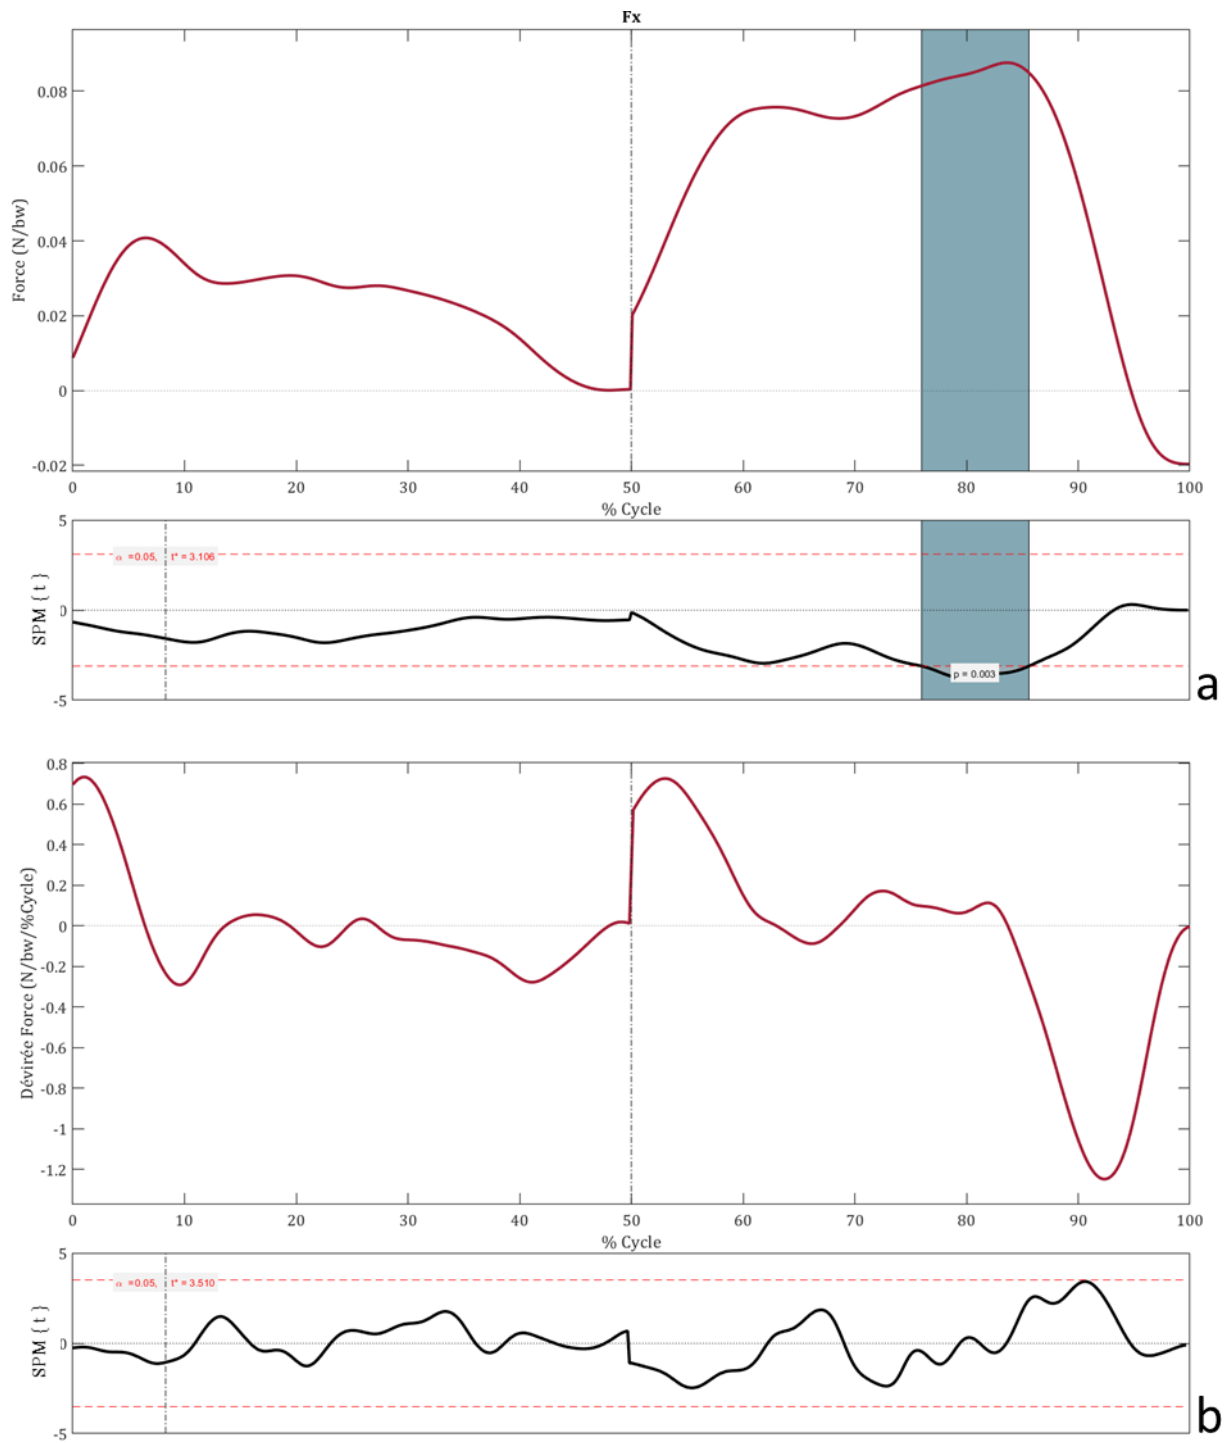 Fx
0.08
0.06
0.04
0.02
0
-0.02
Force (N/bw)
0 10 20 30 40 50 60 70 80 90 100
% Cycle
5
0
-5
SPM { t }
α =0.05, t* = 3.106
p = 0.003
a
0.8
0.6
0.4
0.2
0
-0.2
-0.4
-0.6
-0.8
-1
-1.2
Dévirée Force (N/bw/%Cycle)
0 10 20 30 40 50 60 70 80 90 100
% Cycle
5
0
-5
SPM { t }
α =0.05, t* = 3.510
b